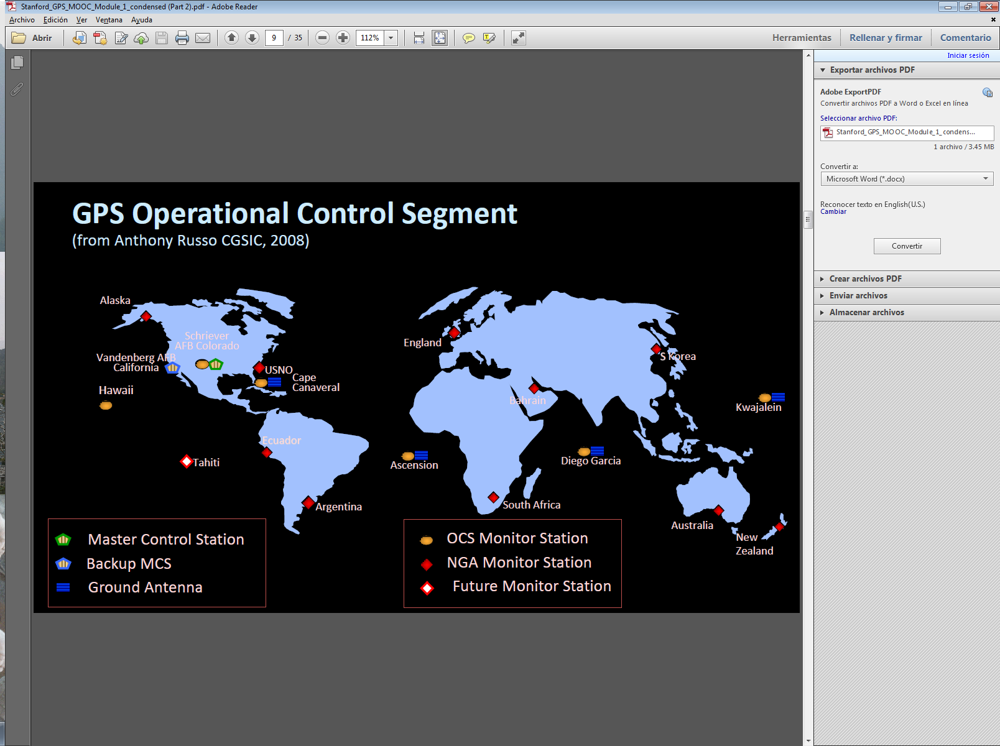 Stanford_GPS_MOOC_Module_1_condensed (Part 2).pdf - Adobe Reader
Archivo Edición Ver Ventana Ayuda
Abrir 9 / 35 112% Herramientas Rellenar y firmar Comentario
Iniciar sesión
Exportar archivos PDF
Adobe ExportPDF
Convertir archivos PDF a Word o Excel en línea
Seleccionar archivo PDF:
Stanford_GPS_MOOC_Module_1_condens...
1 archivo / 3.45 MB
Convertir a:
Microsoft Word (*.docx)
Reconocer texto en English(U.S.)
Cambiar
Convertir
Crear archivos PDF
Enviar archivos
Almacenar archivos
GPS Operational Control Segment
(from Anthony Russo CGSIC, 2008)
Alaska
Schriever
AFB Colorado
Vandenberg AFB
California
Hawaii
USNO
Cape
Canaveral
England
S Korea
Bahrain
Kwajalein
Ecuador
Tahiti
Ascension
Diego Garcia
Argentina
South Africa
Australia
New
Zealand
Master Control Station
Backup MCS
Ground Antenna
OCS Monitor Station
NGA Monitor Station
Future Monitor Station